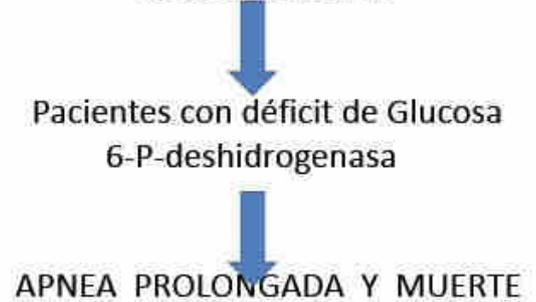 Pacientes con déficit de Glucosa
6-P-deshidrogenasa
APNEA PROLONGADA Y MUERTE